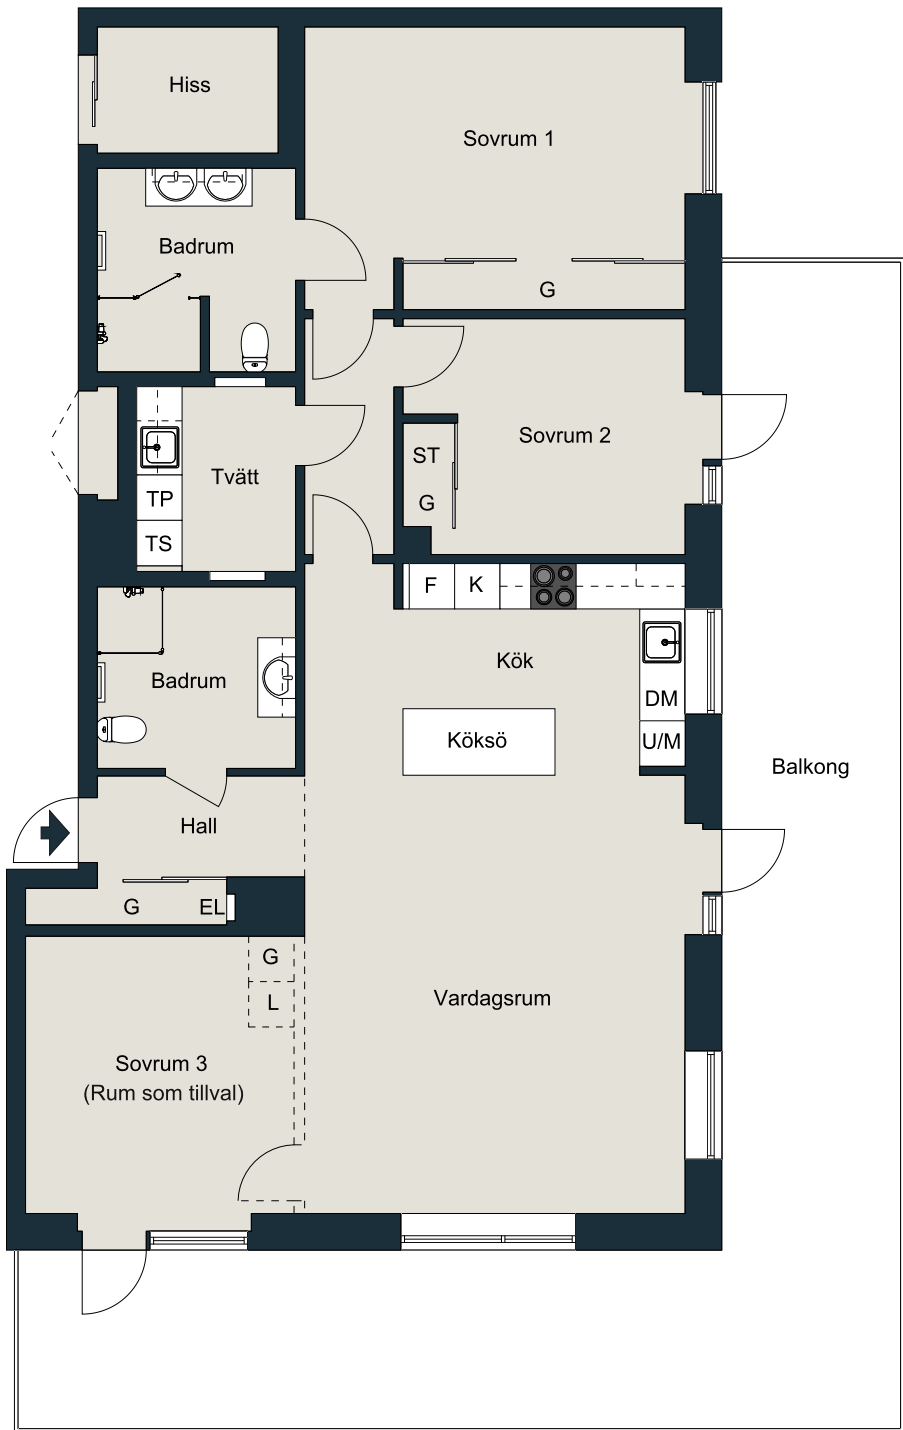 Hiss
Sovrum 1
Badrum
G
Sovrum 2
ST
Tvätt
TP
G
TS
F
K
Kök
Badrum
DM
Köksö
U/M
Balkong
Hall
G
EL
G
Vardagsrum
L
Sovrum 3
(Rum som tillval)